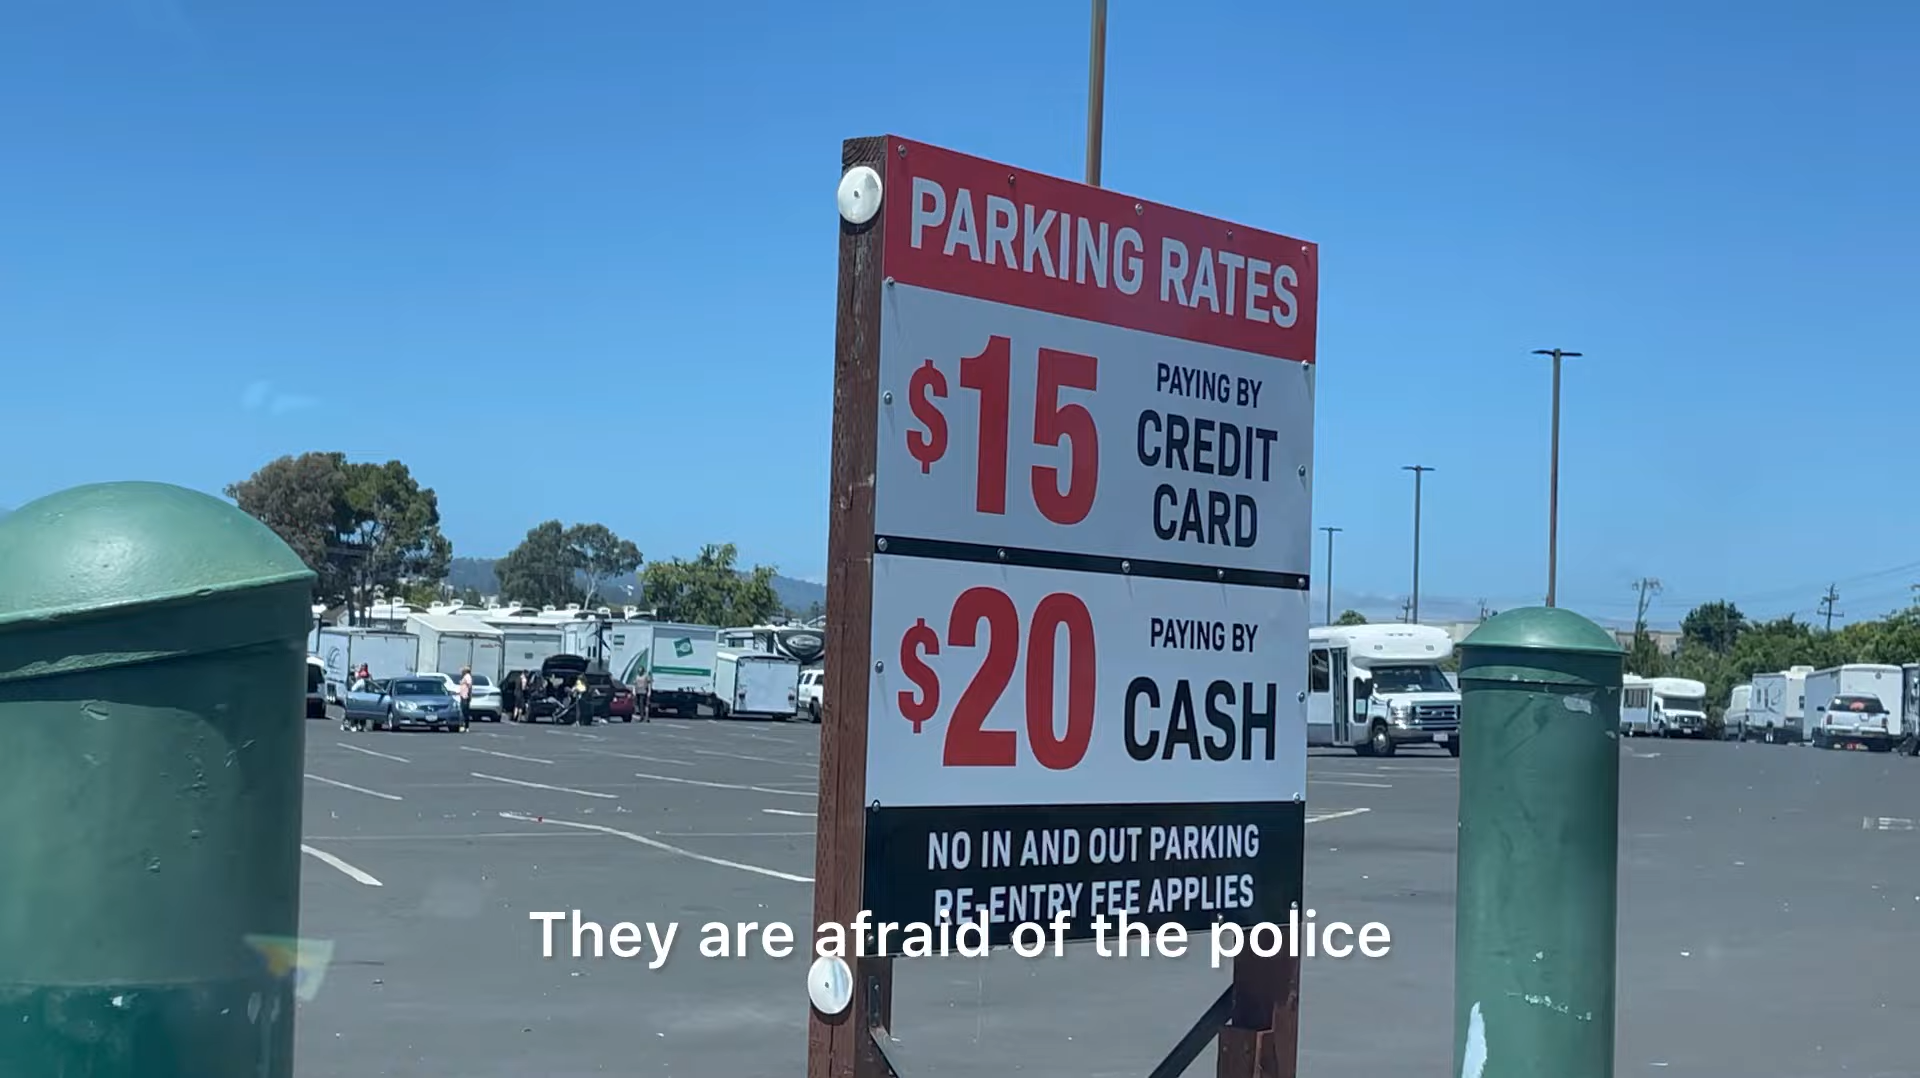 PARKING RATES
$15 PAYING BY
CREDIT
CARD
$20 PAYING BY
CASH
NO IN AND OUT PARKING
RE-ENTRY FEE APPLIES
They are afraid of the police